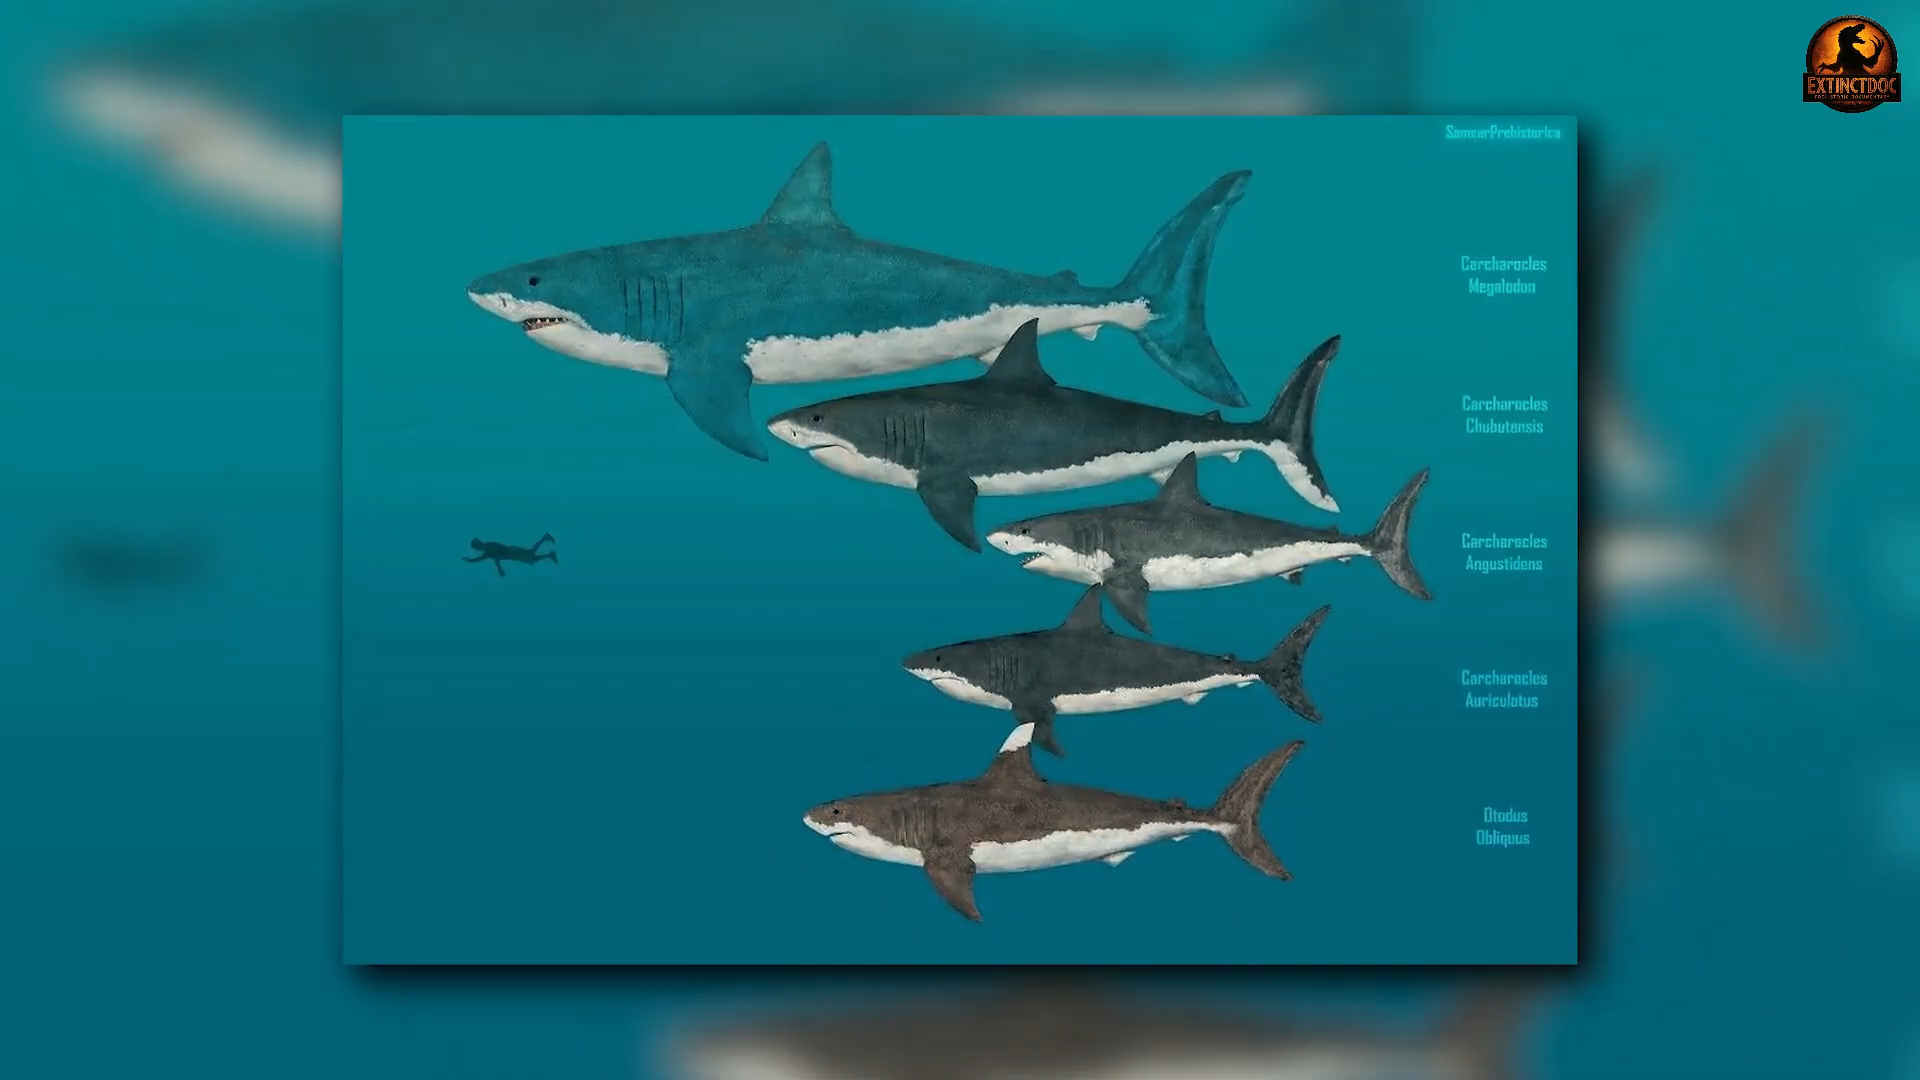 EXTINCTDOC
SameerPrehistorica
Carcharocles
Megalodon
Carcharocles
Chubutensis
Carcharocles
Angustidens
Carcharocles
Auriculatus
Otodus
Obliquus